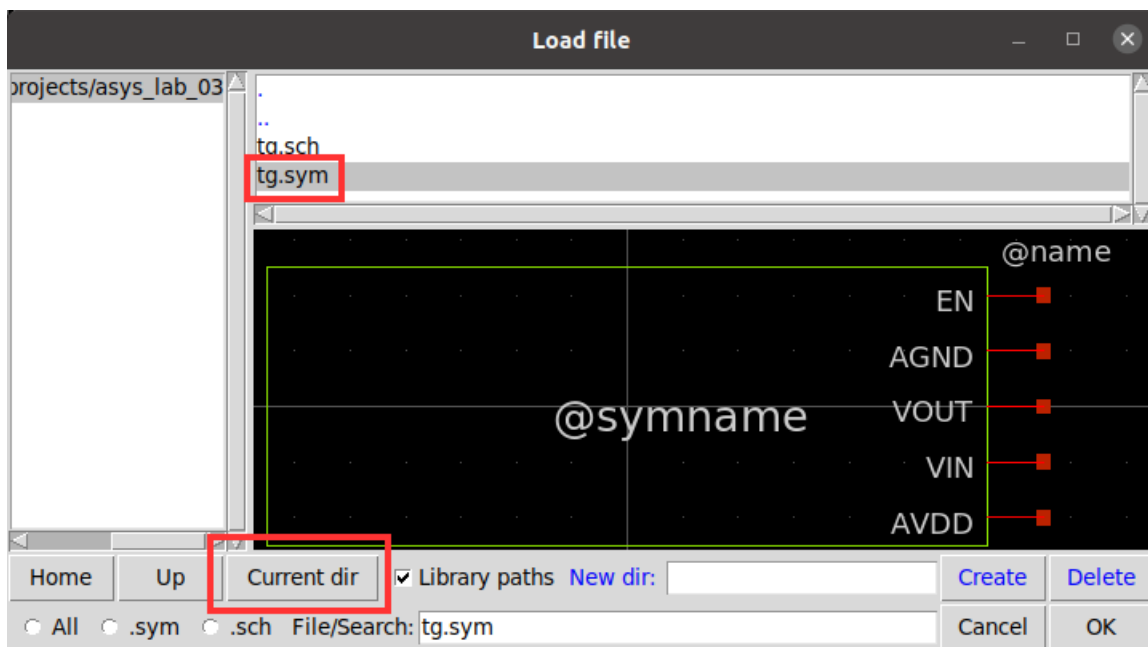 Load file
projects/asys_lab_03
.
..
tg.sch
tg.sym
@name
EN
AGND
@symname
VOUT
VIN
AVDD
Home Up Current dir Library paths New dir: Create Delete
All .sym .sch File/Search: tg.sym Cancel OK